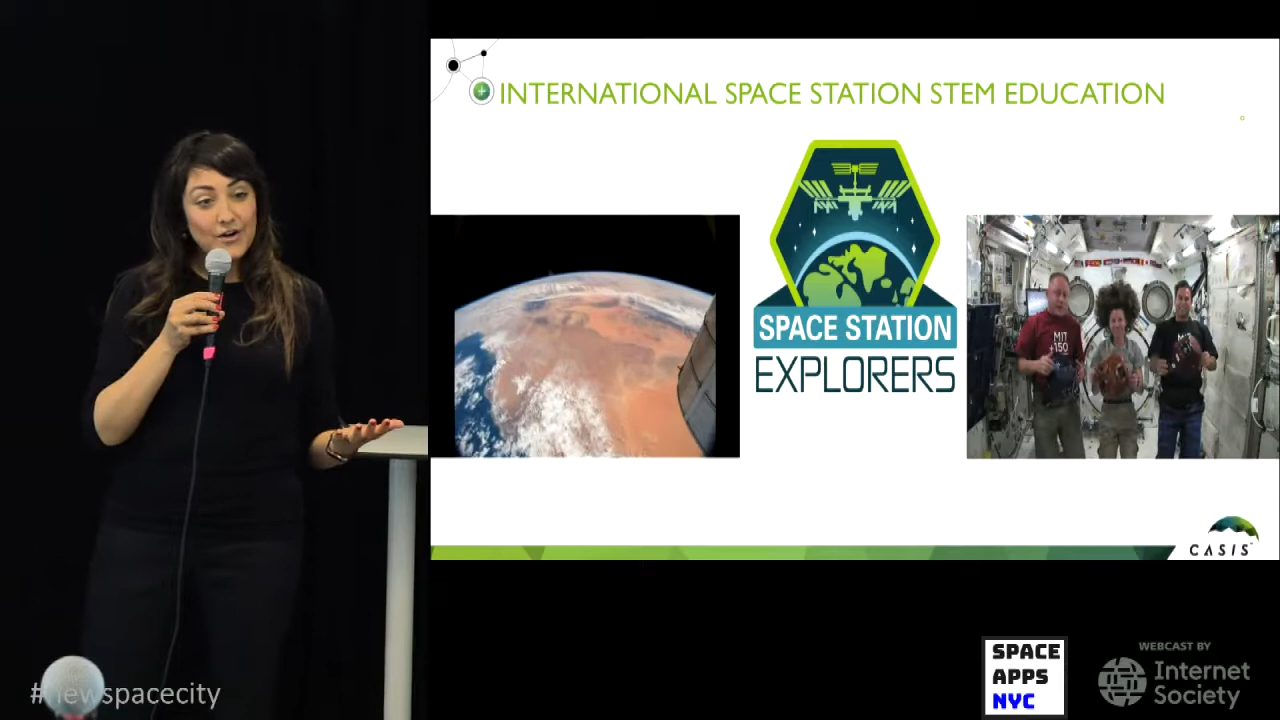 INTERNATIONAL SPACE STATION STEM EDUCATION
SPACE STATION
EXPLORERS
MIT
+150
CASIS
#newspacecity
SPACE
APPS
NYC
WEBCAST BY
Internet
Society